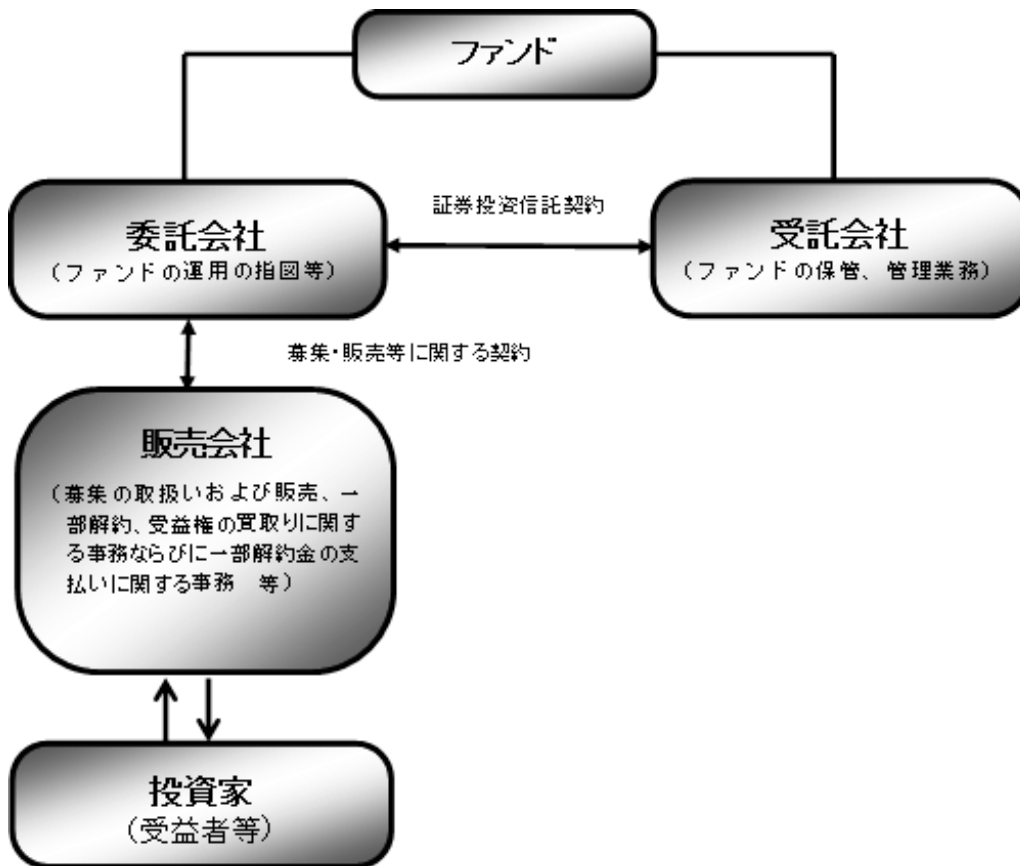 ファンド
委託会社
（ファンドの運用の指図等）
証券投資信託契約
受託会社
（ファンドの保管、管理業務）
募集・販売等に関する契約
販売会社
（募集の取扱いおよび販売、一
部解約、受益権の買取りに関す
る事務ならびに一部解約金の支
払いに関する事務　等）
投資家
（受益者等）